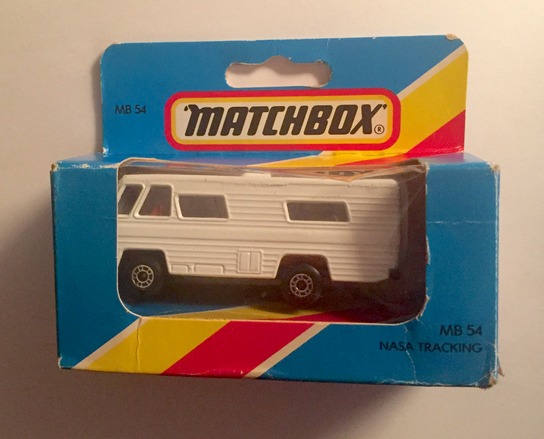 MB 54
MATCHBOX®
MB 54
NASA TRACKING